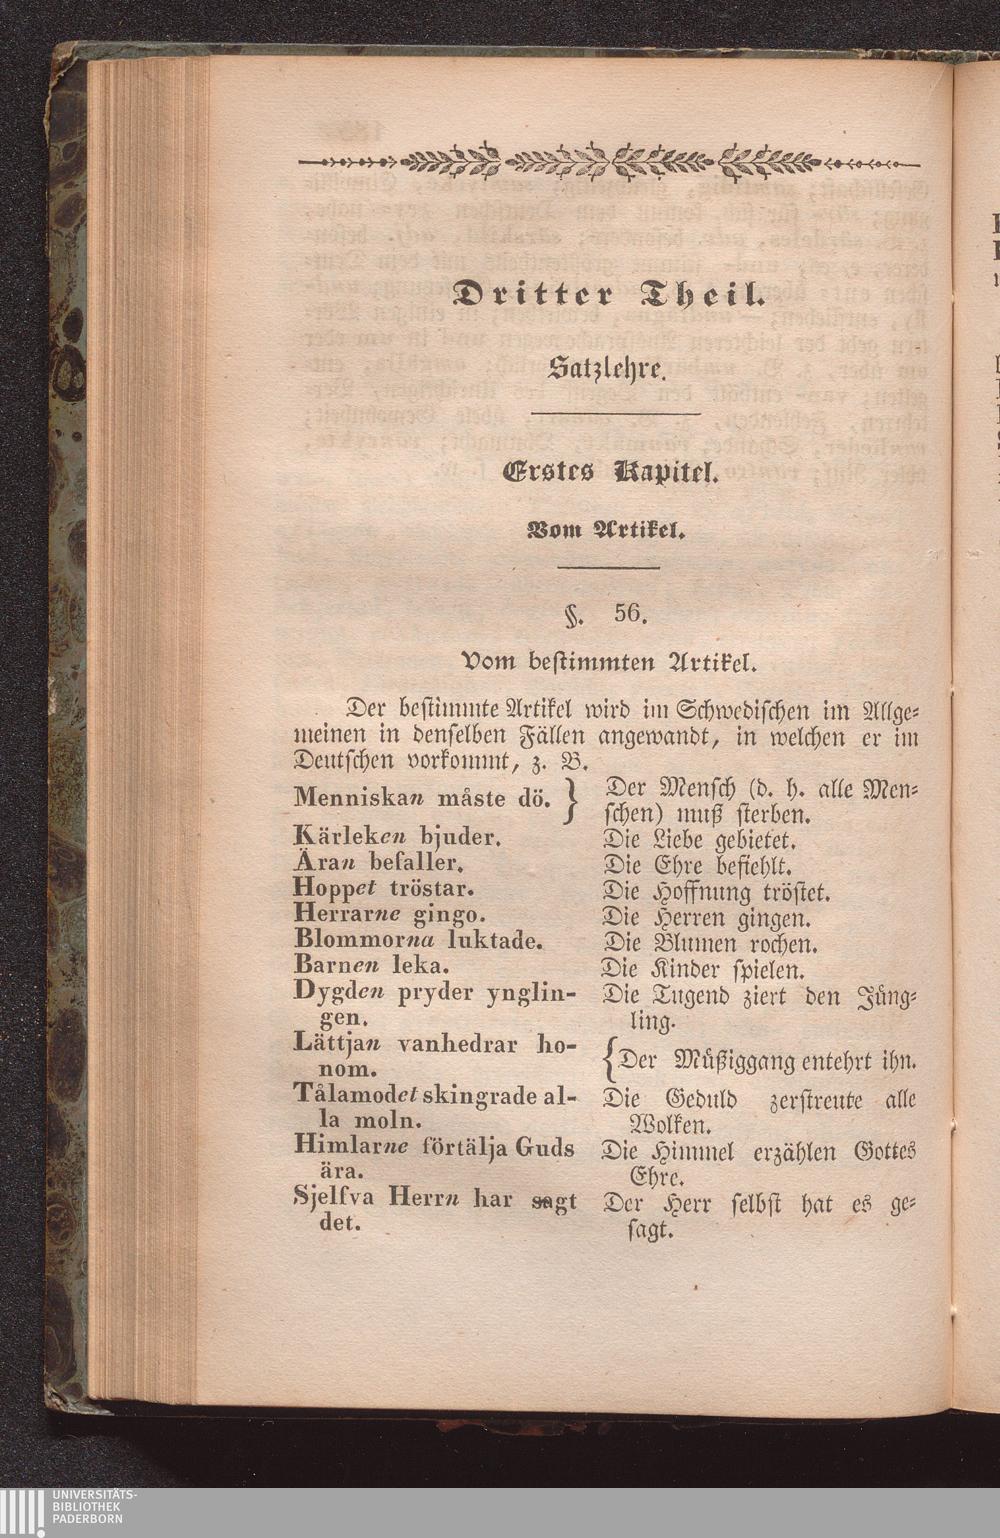 Dritter Theil.
Satzlehre.
Erstes Kapitel.
Vom Artikel.
§. 56.
Vom bestimmten Artikel.
Der bestimmte Artikel wird im Schwedischen im Allge-
meinen in denselben Fällen angewandt, in welchen er im
Deutschen vorkommt, z. B.
Menniskan måste dö. } Der Mensch (d. h. alle Men-
schen) muß sterben.
Kärleken bjuder. Die Liebe gebietet.
Äran befaller. Die Ehre befiehlt.
Hoppet tröstar. Die Hoffnung tröstet.
Herrarne gingo. Die Herren gingen.
Blommorna luktade. Die Blumen rochen.
Barnen leka. Die Kinder spielen.
Dygden pryder ynglin- Die Tugend ziert den Jüng-
gen. ling.
Lättjan vanhedrar ho- { Der Müßiggang entehrt ihn.
nom.
Tålamodet skingrade al- Die Geduld zerstreute alle
la moln. Wolken.
Himlarne förtälja Guds Die Himmel erzählen Gottes
ära. Ehre.
Sjelfva Herrn har sagt Der Herr selbst hat es ge-
det. sagt.
UNIVERSITÄTS-
BIBLIOTHEK
PADERBORN